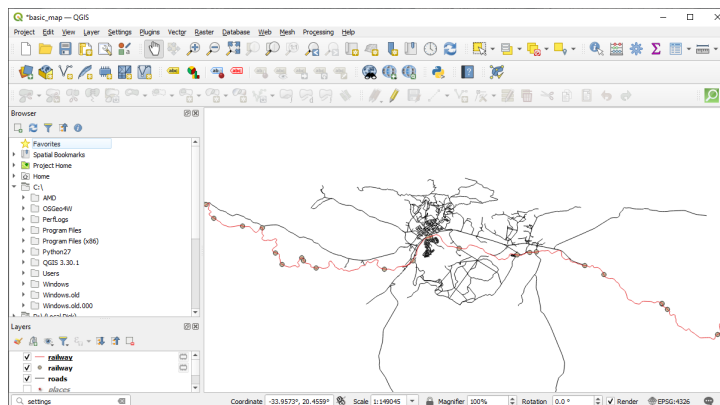 *basic_map — QGIS
Project Edit View Layer Settings Plugins Vector Raster Database Web Mesh Processing Help
abc abc
Browser
Favorites
Spatial Bookmarks
Project Home
Home
C:\
AMD
OSGeo4W
PerfLogs
Program Files
Program Files (x86)
Python27
QGIS 3.30.1
Users
Windows
Windows.old
Windows.old.000
Layers
railway
railway
roads
places
settings Coordinate -33.9573°, 20.4559° Scale 1:149045 Magnifier 100% Rotation 0.0 ° Render EPSG:4326